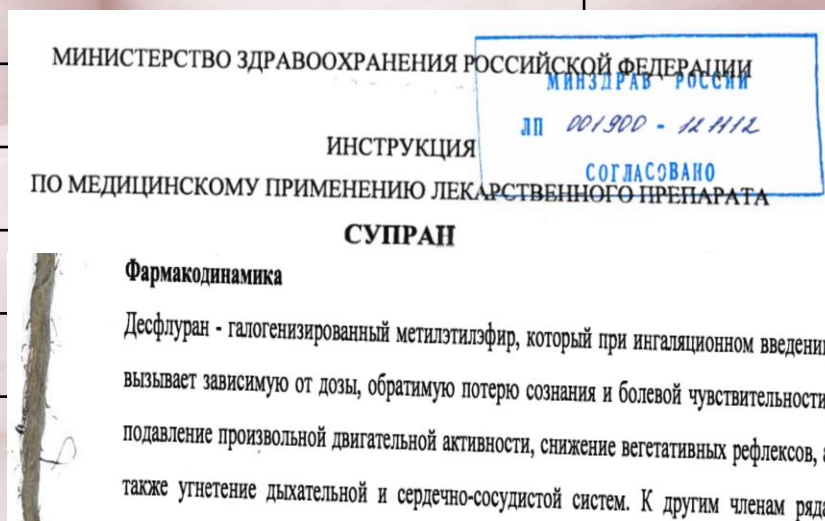 МИНИСТЕРСТВО ЗДРАВООХРАНЕНИЯ РОССИЙСКОЙ ФЕДЕРАЦИИ
МИНЗДРАВ РОССИИ
ЛП 001900 - 121112
СОГЛАСОВАНО
ИНСТРУКЦИЯ
ПО МЕДИЦИНСКОМУ ПРИМЕНЕНИЮ ЛЕКАРСТВЕННОГО ПРЕПАРАТА
СУПРАН
Фармакодинамика
Десфлуран - галогенизированный метилэтилэфир, который при ингаляционном введении
вызывает зависимую от дозы, обратимую потерю сознания и болевой чувствительности,
подавление произвольной двигательной активности, снижение вегетативных рефлексов, а
также угнетение дыхательной и сердечно-сосудистой систем. К другим членам ряда